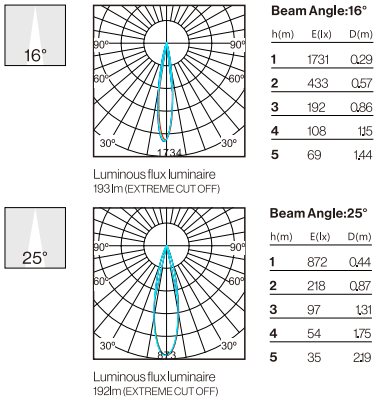 16°
90°
90°
60°
60°
30°
30°
1734
Luminous flux luminaire
193lm (EXTREME CUT OFF)
Beam Angle:16°
h(m) E(lx) D(m)
1 1731 0.29
2 433 0.57
3 192 0.86
4 108 1.15
5 69 1.44
25°
90°
90°
60°
60°
30°
30°
873
Luminous flux luminaire
192lm (EXTREME CUT OFF)
Beam Angle:25°
h(m) E(lx) D(m)
1 872 0.44
2 218 0.87
3 97 1.31
4 54 1.75
5 35 2.19